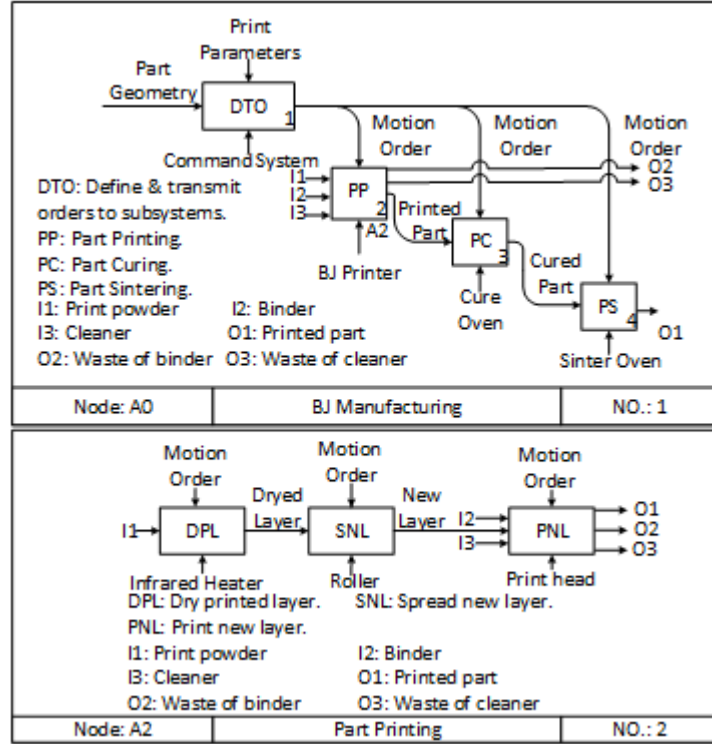 Print
Parameters
Part
Geometry
DTO
1
Command System
Motion
Order
Motion
Order
Motion
Order
O2
O3
I1
I2
I3
PP
2
A2
Printed
Part
BJ Printer
PC
3
Cure
Oven
Cured
Part
PS
4
O1
Sinter Oven
DTO: Define & transmit
orders to subsystems.
PP: Part Printing.
PC: Part Curing.
PS: Part Sintering.
I1: Print powder I2: Binder
I3: Cleaner O1: Printed part
O2: Waste of binder O3: Waste of cleaner
Node: A0 BJ Manufacturing NO.: 1
Motion
Order
Motion
Order
Motion
Order
Dryed
Layer
New
Layer
I1
DPL
SNL
I2
I3
PNL
O1
O2
O3
Infrared Heater
Roller
Print head
DPL: Dry printed layer. SNL: Spread new layer.
PNL: Print new layer.
I1: Print powder I2: Binder
I3: Cleaner O1: Printed part
O2: Waste of binder O3: Waste of cleaner
Node: A2 Part Printing NO.: 2